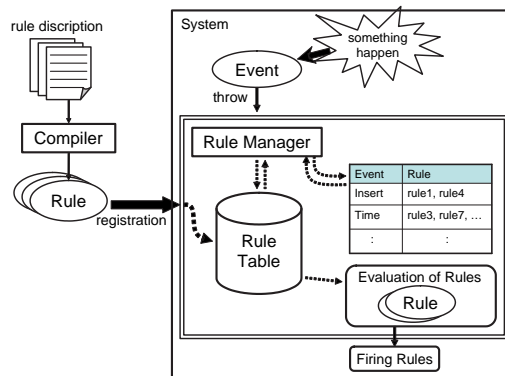 rule discription
System
something
happen
Event
throw
Compiler
Rule Manager
Rule
registration
Event Rule
Insert rule1, rule4
Time rule3, rule7, ...
: :
Rule
Table
Evaluation of Rules
Rule
Firing Rules